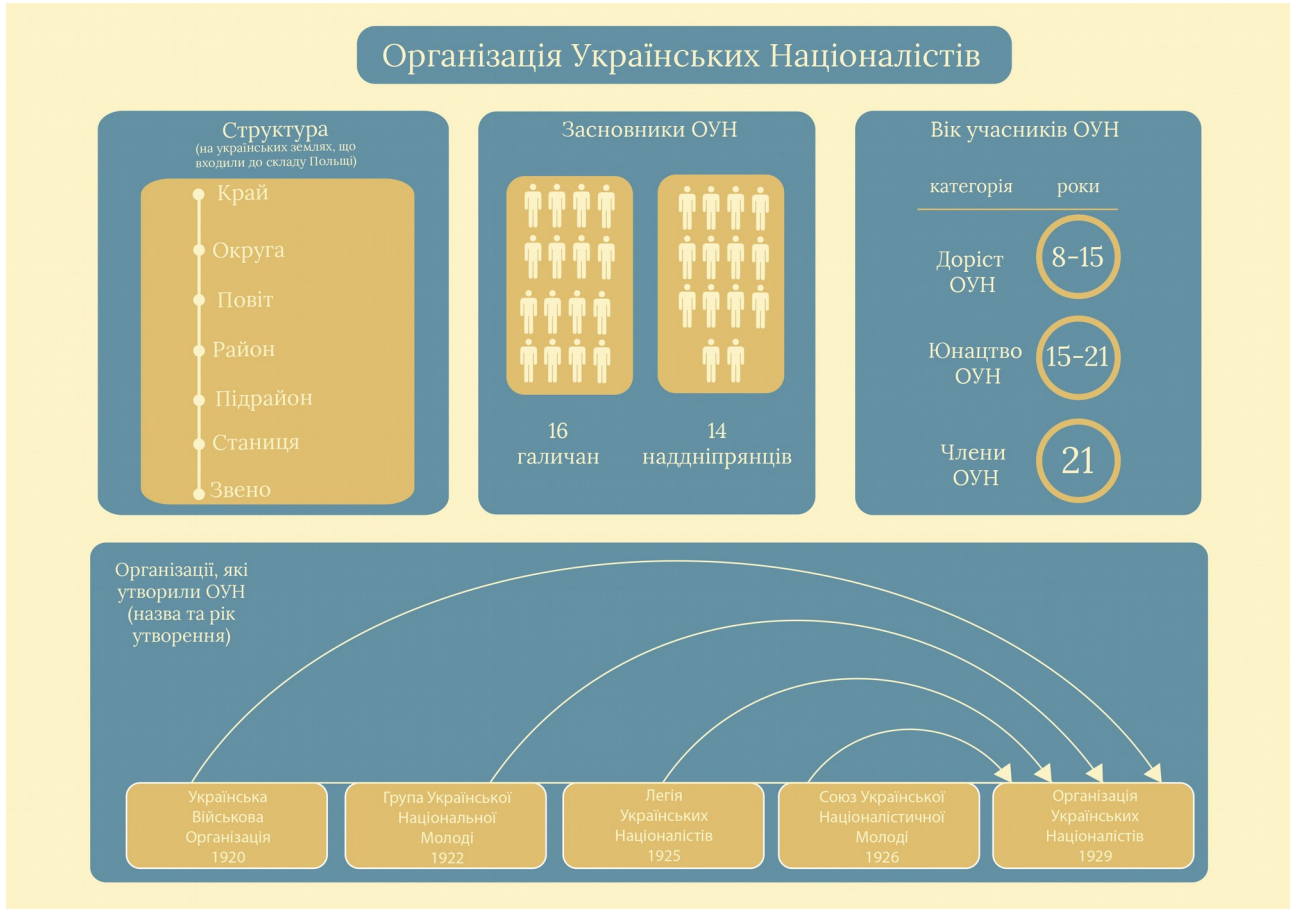 Організація Українських Націоналістів
Структура
(на українських землях, що
входили до складу Польщі)
Край
Округа
Повіт
Район
Підрайон
Станиця
Звено
Засновники ОУН
16
галичан
14
наддніпрянців
Вік учасників ОУН
категорія роки
Доріст
ОУН
8-15
Юнацтво
ОУН
15-21
Члени
ОУН
21
Організації, які
утворили ОУН
(назва та рік
утворення)
Українська
Військова
Організація
1920
Група Української
Національної
Молоді
1922
Легія
Українських
Націоналістів
1925
Союз Української
Націоналістичної
Молоді
1926
Організація
Українських
Націоналістів
1929